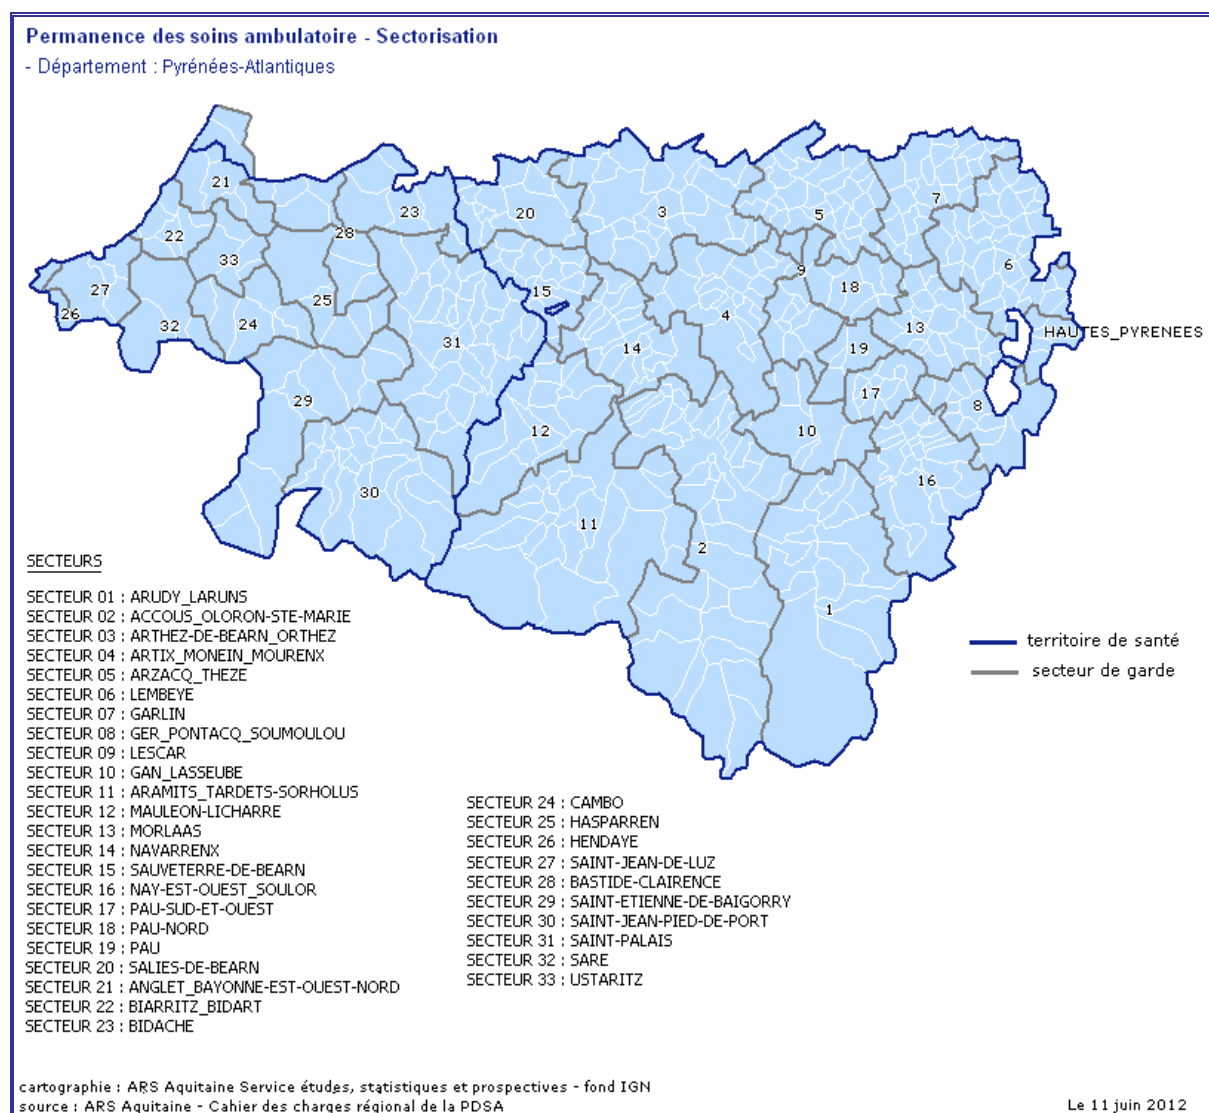 Permanence des soins ambulatoire - Sectorisation
- Département : Pyrénées-Atlantiques
21
22
23
20
3
5
7
28
33
9
6
27
26
32
24
25
31
15
14
4
18
13
HAUTES_PYRENEES
19
17
8
29
12
10
30
16
11
2
1
territoire de santé
secteur de garde
SECTEURS
SECTEUR 01 : ARUDY_LARUNS
SECTEUR 02 : ACCOUS_OLORON-STE-MARIE
SECTEUR 03 : ARTHEZ-DE-BEARN_ORTHEZ
SECTEUR 04 : ARTIX_MONEIN_MOURENX
SECTEUR 05 : ARZACQ_THEZE
SECTEUR 06 : LEMBEYE
SECTEUR 07 : GARLIN
SECTEUR 08 : GER_PONTACQ_SOUMOULOU
SECTEUR 09 : LESCAR
SECTEUR 10 : GAN_LASSEUBE
SECTEUR 11 : ARAMITS_TARDETS-SORHOLUS
SECTEUR 12 : MAULEON-LICHARRE
SECTEUR 13 : MORLAAS
SECTEUR 14 : NAVARRENX
SECTEUR 15 : SAUVETERRE-DE-BEARN
SECTEUR 16 : NAY-EST-OUEST_SOULOR
SECTEUR 17 : PAU-SUD-ET-OUEST
SECTEUR 18 : PAU-NORD
SECTEUR 19 : PAU
SECTEUR 20 : SALIES-DE-BEARN
SECTEUR 21 : ANGLET_BAYONNE-EST-OUEST-NORD
SECTEUR 22 : BIARRITZ_BIDART
SECTEUR 23 : BIDACHE
SECTEUR 24 : CAMBO
SECTEUR 25 : HASPARREN
SECTEUR 26 : HENDAYE
SECTEUR 27 : SAINT-JEAN-DE-LUZ
SECTEUR 28 : BASTIDE-CLAIRENCE
SECTEUR 29 : SAINT-ETIENNE-DE-BAIGORRY
SECTEUR 30 : SAINT-JEAN-PIED-DE-PORT
SECTEUR 31 : SAINT-PALAIS
SECTEUR 32 : SARE
SECTEUR 33 : USTARITZ
cartographie : ARS Aquitaine Service études, statistiques et prospectives - fond IGN
source : ARS Aquitaine - Cahier des charges régional de la PDSA
Le 11 juin 2012